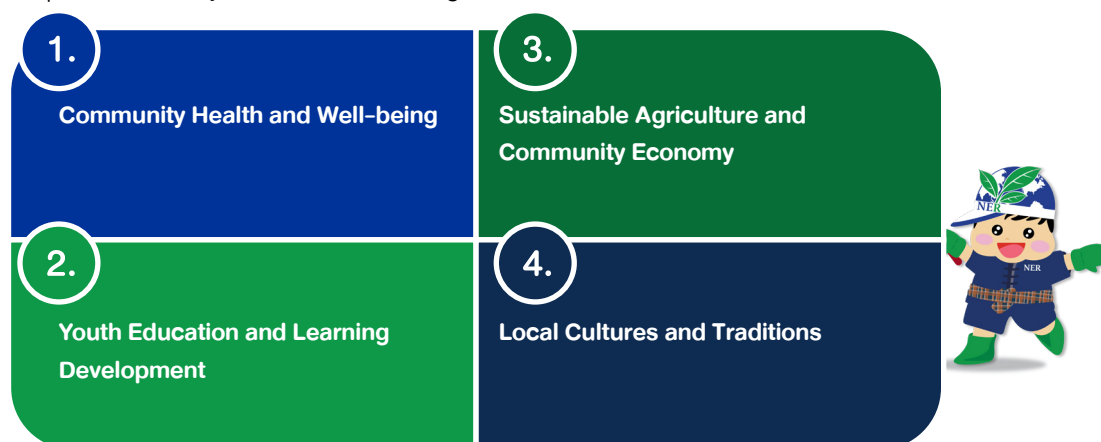 1.
Community Health and Well-being
2.
Youth Education and Learning
Development
3.
Sustainable Agriculture and
Community Economy
4.
Local Cultures and Traditions
NER
NER